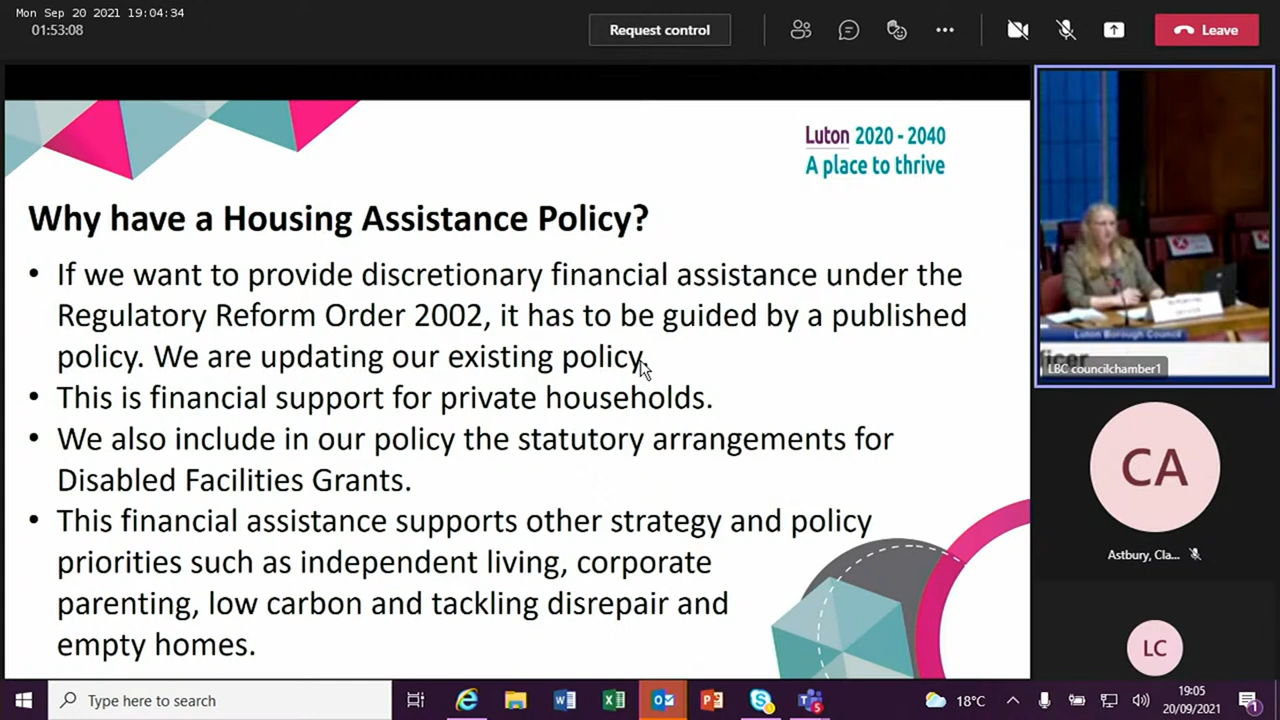 Mon Sep 20 2021 19:04:34
01:53:08
Request control
Leave
Luton 2020 - 2040
A place to thrive
Why have a Housing Assistance Policy?
• If we want to provide discretionary financial assistance under the
Regulatory Reform Order 2002, it has to be guided by a published
policy. We are updating our existing policy.
• This is financial support for private households.
• We also include in our policy the statutory arrangements for
Disabled Facilities Grants.
• This financial assistance supports other strategy and policy
priorities such as independent living, corporate
parenting, low carbon and tackling disrepair and
empty homes.
Luton Borough Council
LBC councilchamber1
CA
Astbury, Cla...
LC
Type here to search
18°C
19:05
20/09/2021